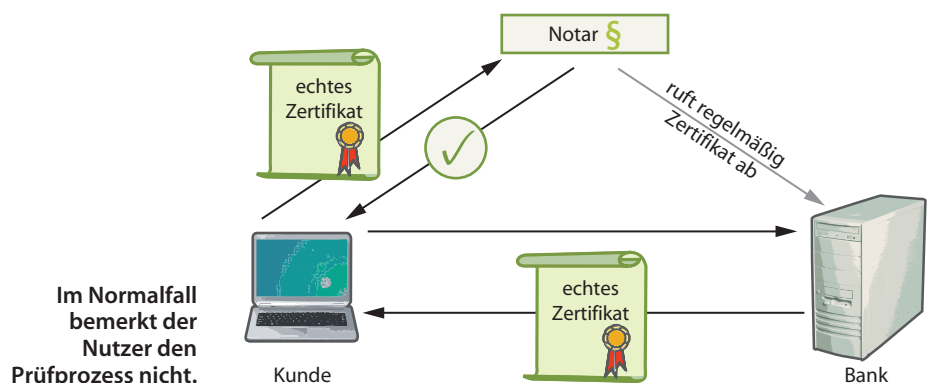 Notar §
echtes
Zertifikat
ruft regelmäßig
Zertifikat ab
echtes
Zertifikat
Im Normalfall
bemerkt der
Nutzer den
Prüfprozess nicht.
Kunde
Bank